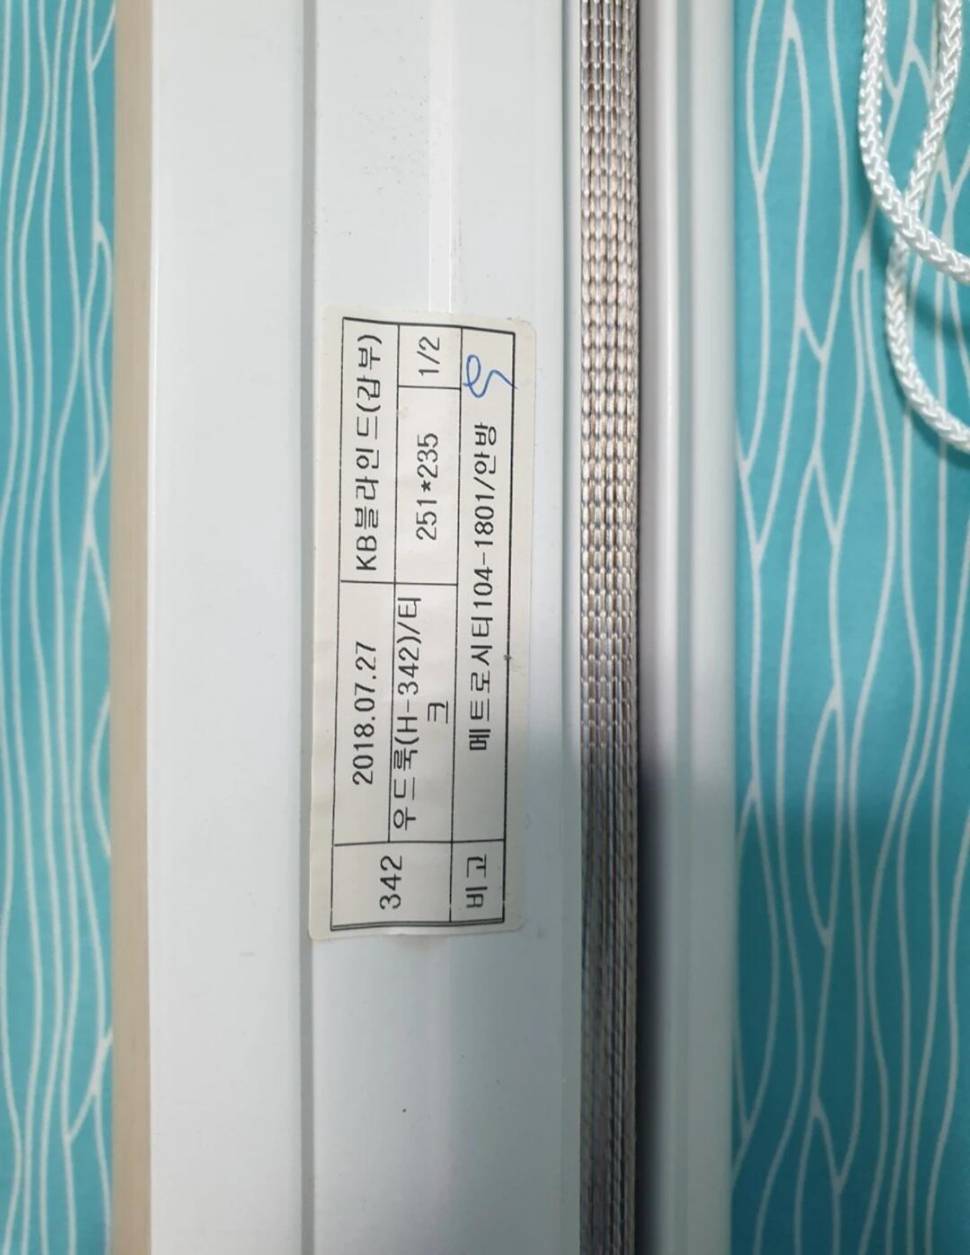 342 2018.07.27 KB블라인드(갑부)
우드룩(H-342)/티 251*235 1/2
크
비고 메트로시티104-1801/안방